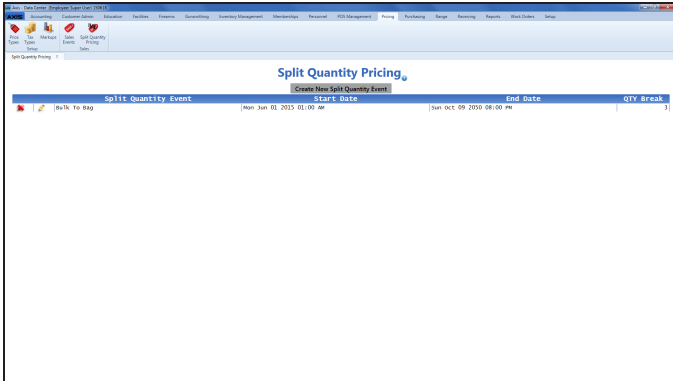 Axis - Data Center (Employee: Super User) 150818
AXIS Accounting Customer Admin Education Facilities Firearms Gunsmithing Inventory Management Memberships Personnel POS Management Pricing Purchasing Range Receiving Reports Work Orders Setup
Price Types Tax Types Markups Sales Events Split Quantity Pricing
Setup Sales
Split Quantity Pricing X
Split Quantity Pricing
Create New Split Quantity Event
Split Quantity Event Start Date End Date QTY Break
Bulk To Bag Mon Jun 01 2015 01:00 AM Sun Oct 09 2050 08:00 PM 3